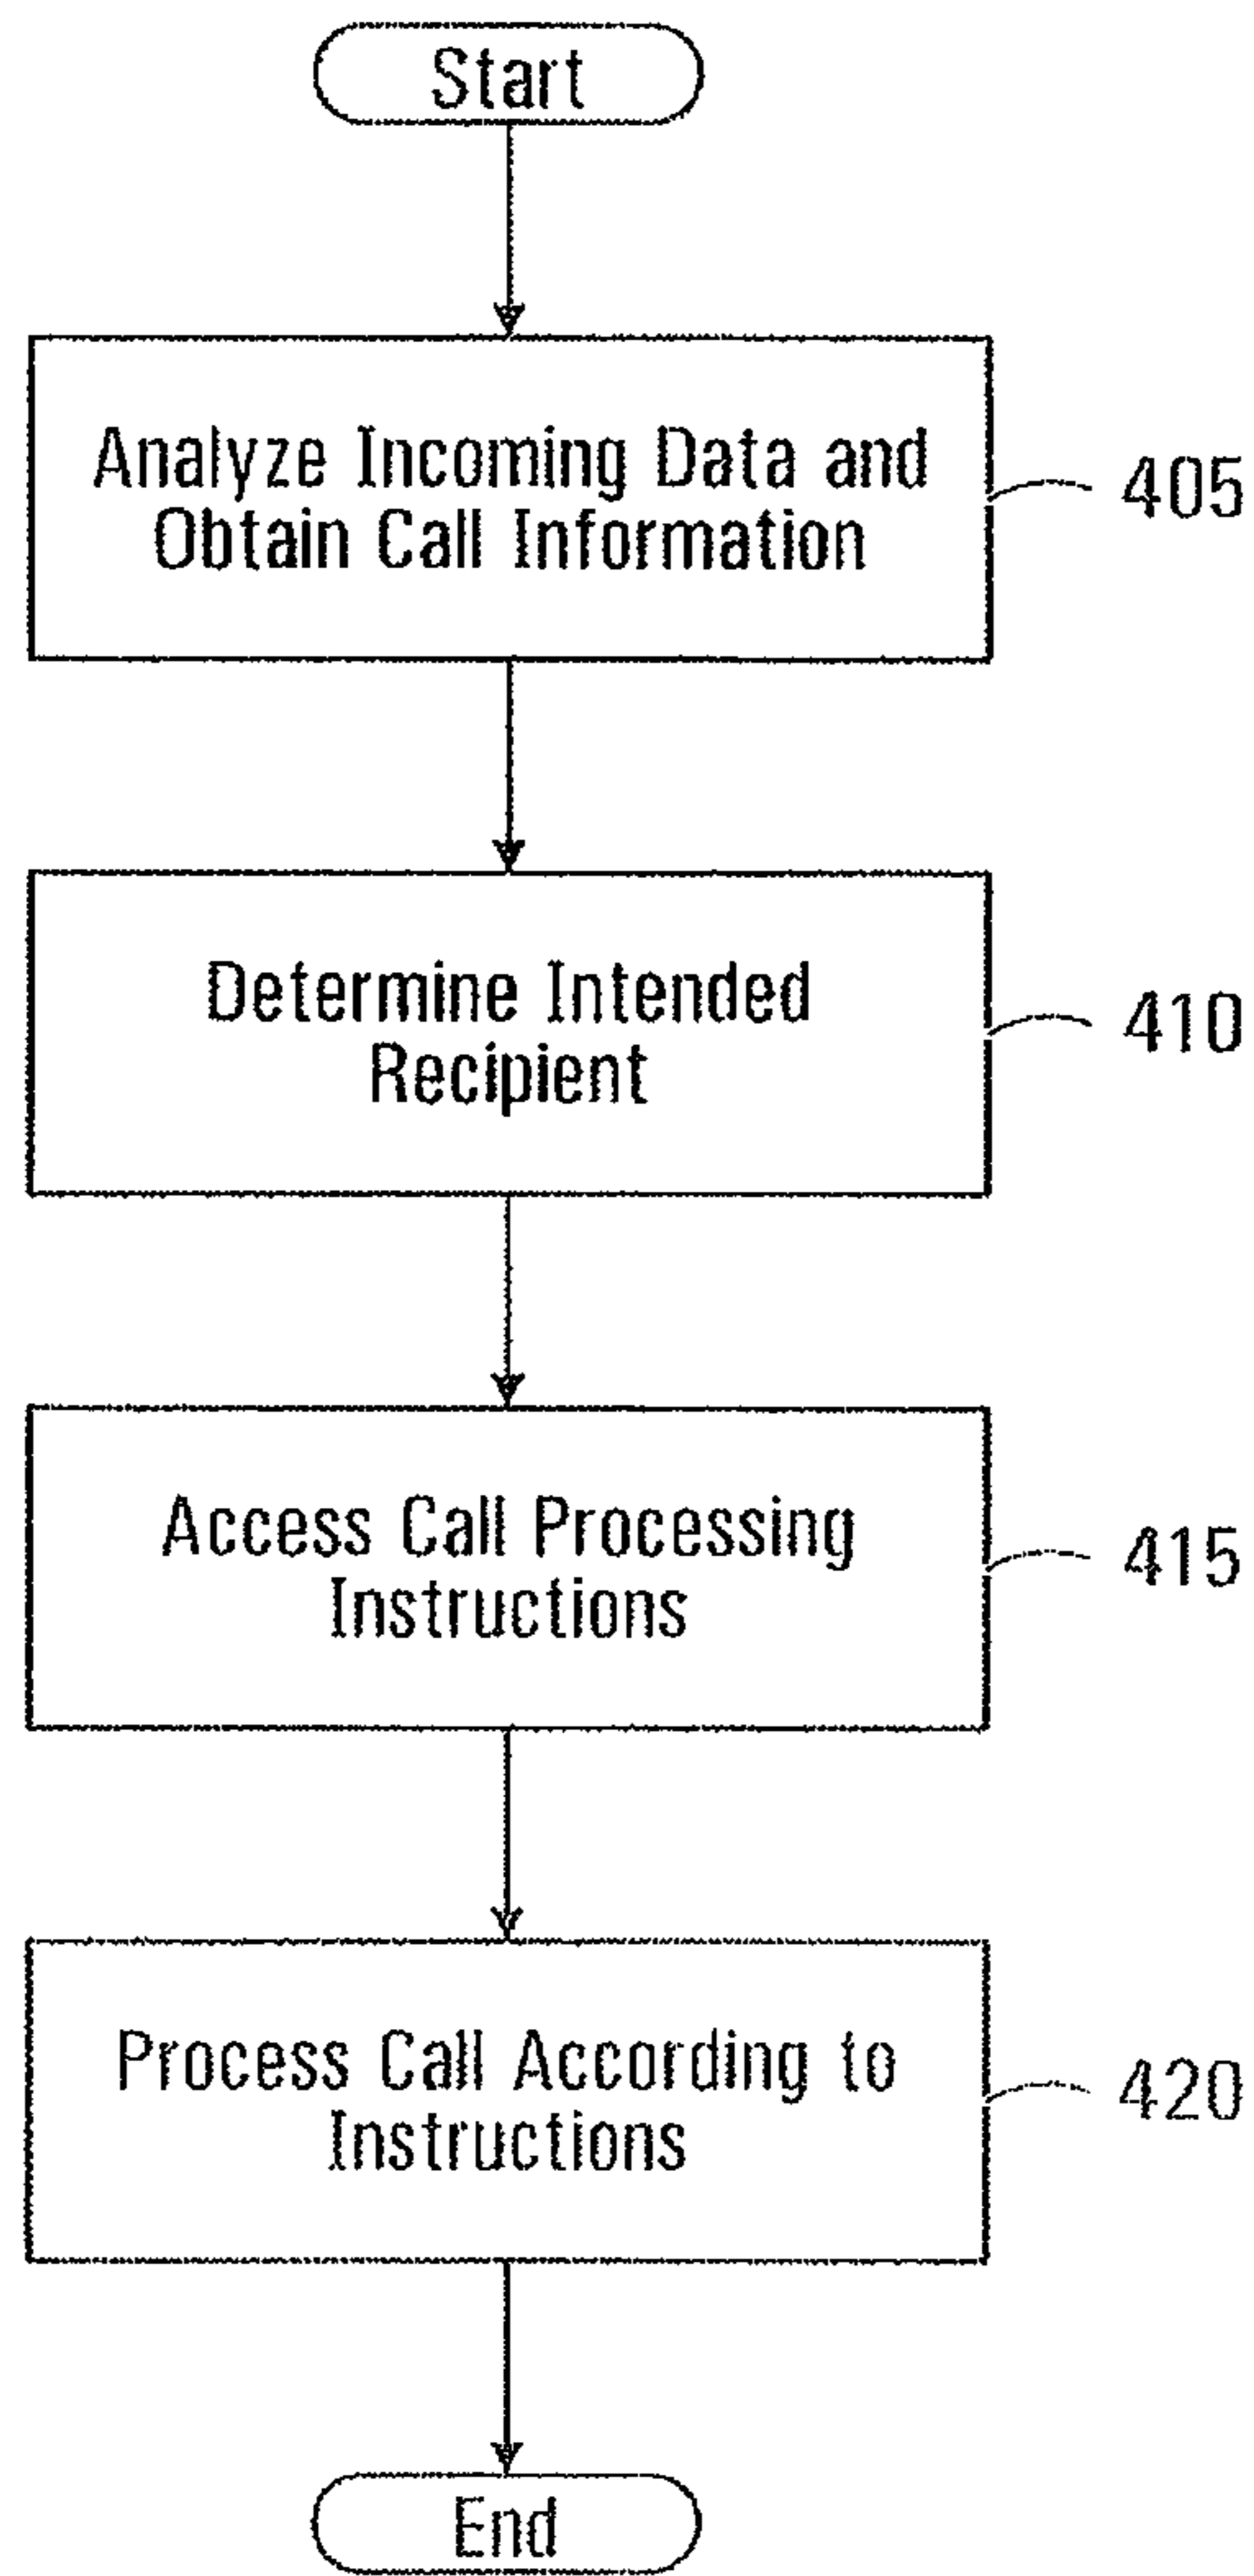 Start
Analyze Incoming Data and
Obtain Call Information
405
Determine Intended
Recipient
410
Access Call Processing
Instructions
415
Process Call According to
Instructions
420
End